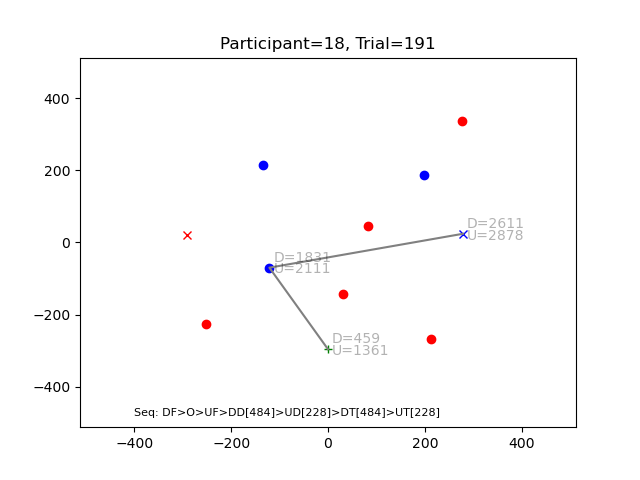 Participant=18, Trial=191
400
200
0
−200
−400
D=2611
U=2878
D=1831
U=2111
D=459
U=1361
Seq: DF>O>UF>DD[484]>UD[228]>DT[484]>UT[228]
−400
−200
0
200
400